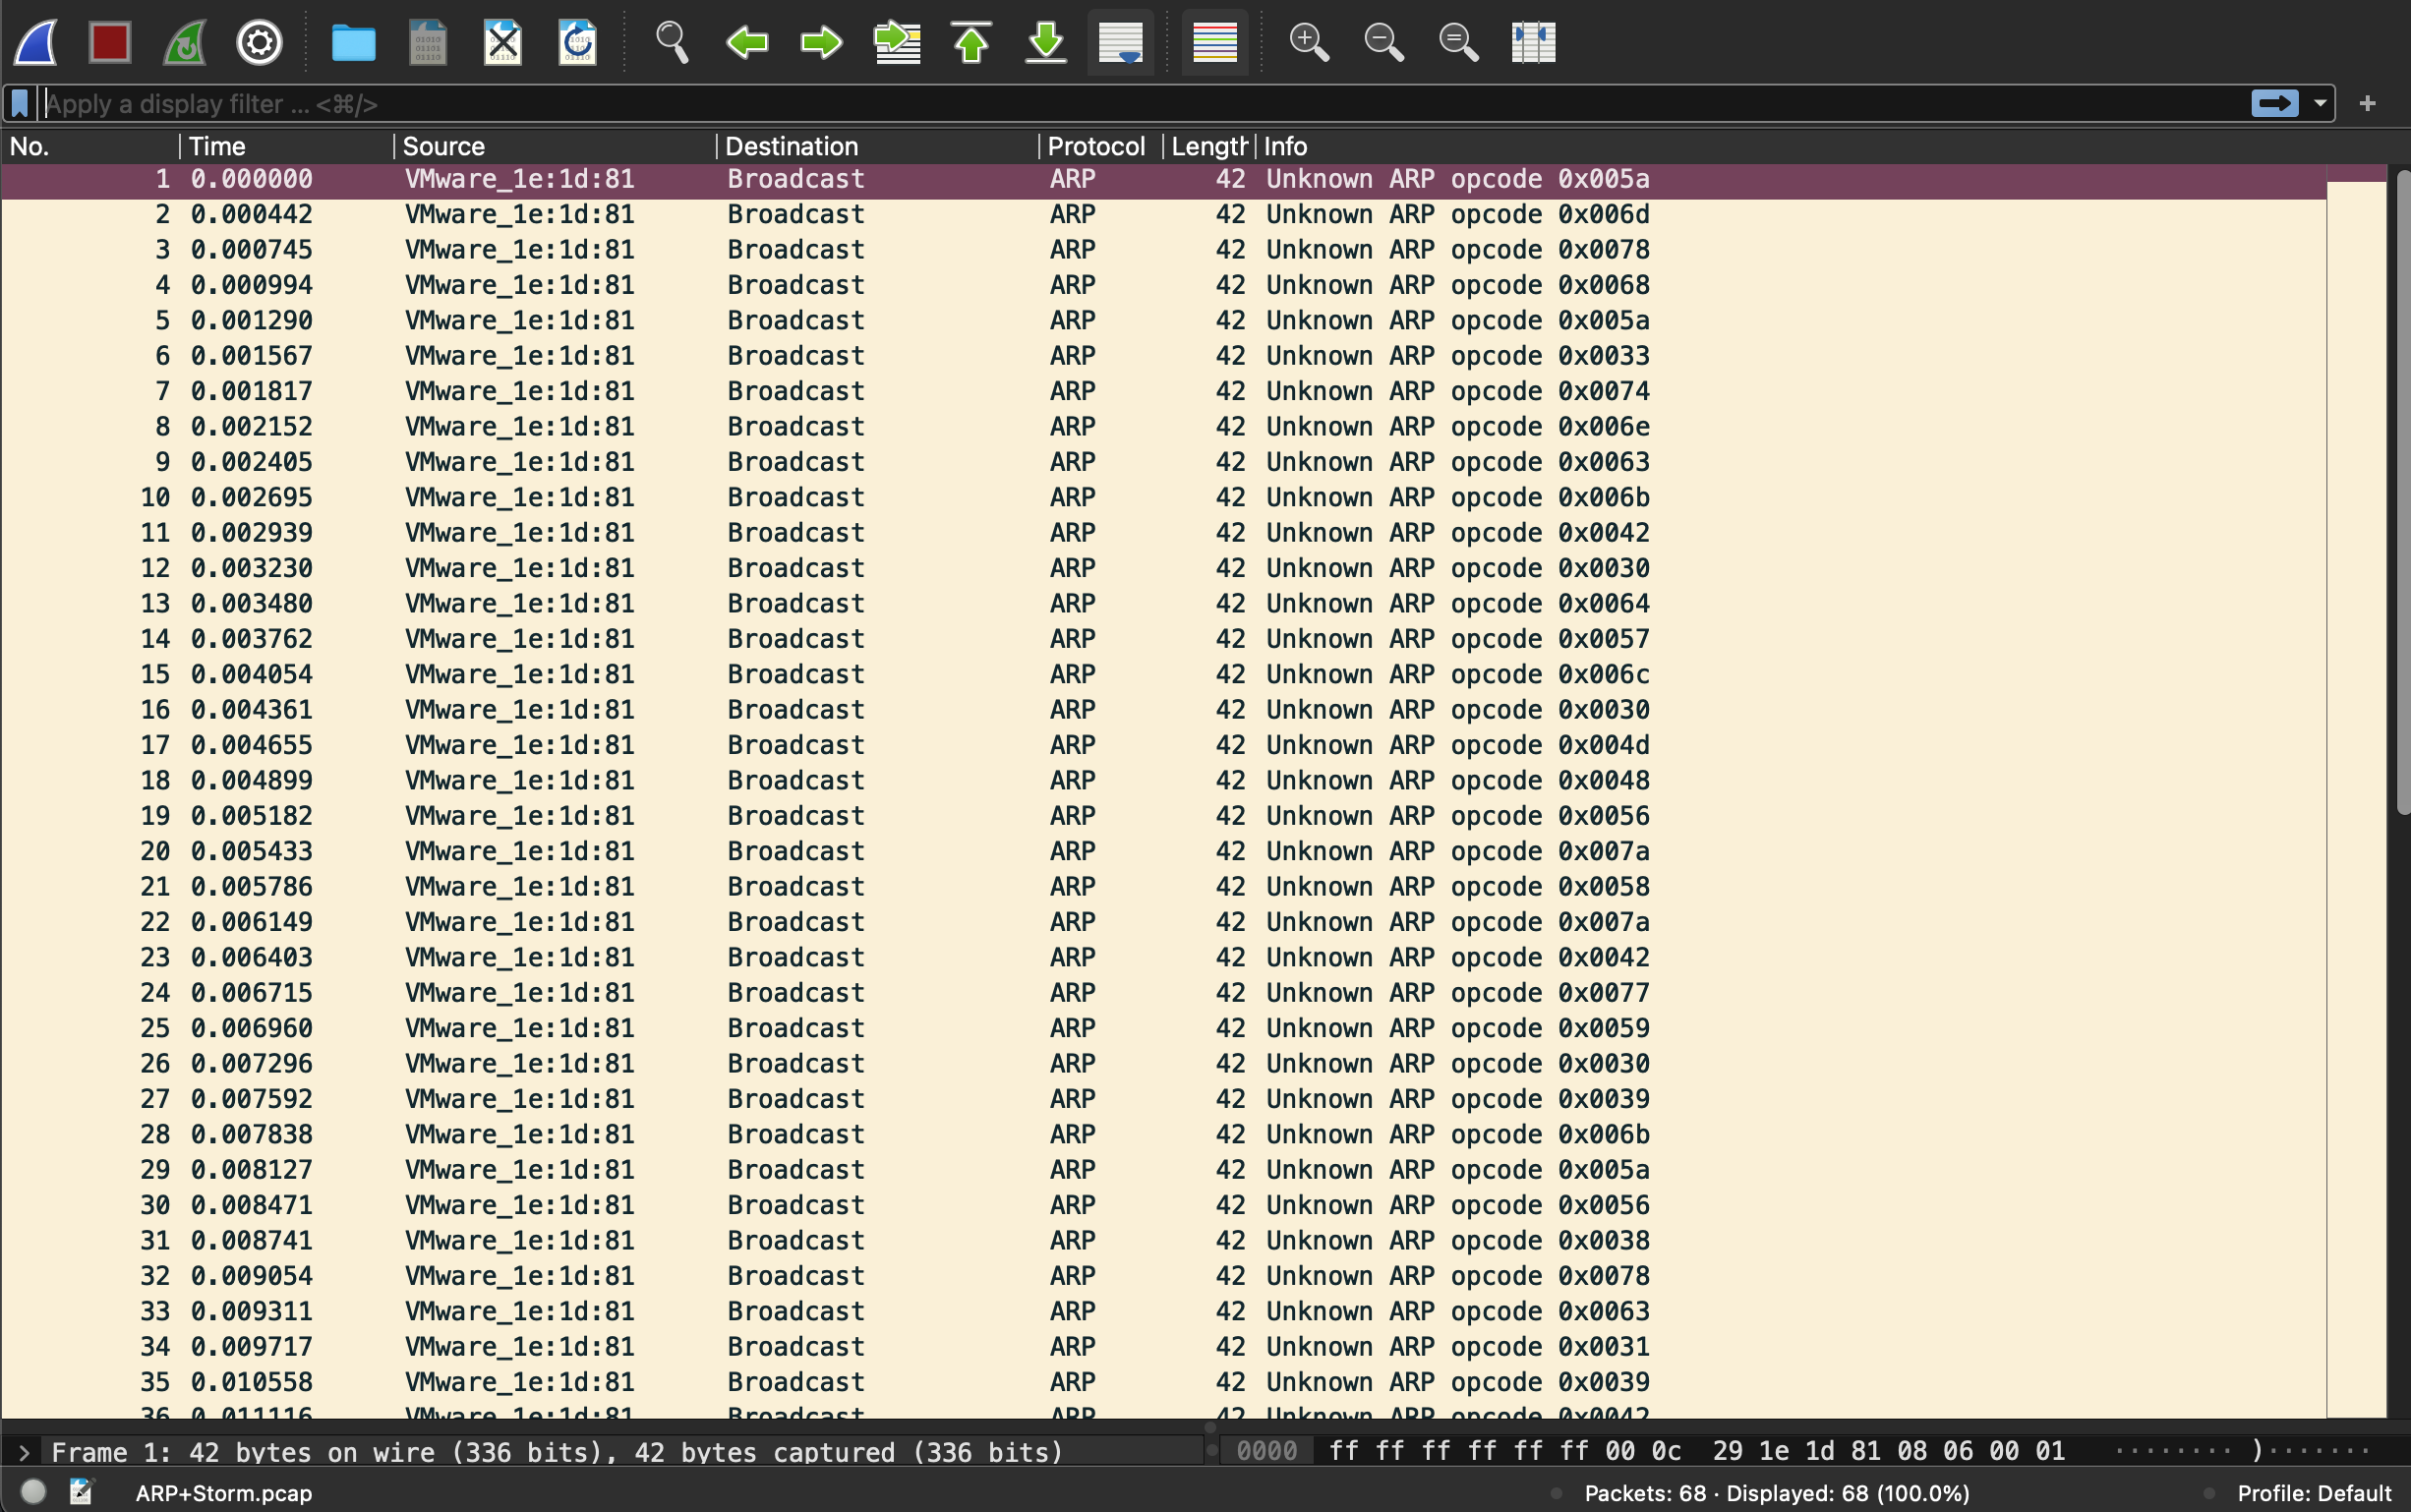 Apply a display filter ... <⌘/>
No. Time Source Destination Protocol Length Info
1 0.000000 VMware_1e:1d:81 Broadcast ARP 42 Unknown ARP opcode 0x005a
2 0.000442 VMware_1e:1d:81 Broadcast ARP 42 Unknown ARP opcode 0x006d
3 0.000745 VMware_1e:1d:81 Broadcast ARP 42 Unknown ARP opcode 0x0078
4 0.000994 VMware_1e:1d:81 Broadcast ARP 42 Unknown ARP opcode 0x0068
5 0.001290 VMware_1e:1d:81 Broadcast ARP 42 Unknown ARP opcode 0x005a
6 0.001567 VMware_1e:1d:81 Broadcast ARP 42 Unknown ARP opcode 0x0033
7 0.001817 VMware_1e:1d:81 Broadcast ARP 42 Unknown ARP opcode 0x0074
8 0.002152 VMware_1e:1d:81 Broadcast ARP 42 Unknown ARP opcode 0x006e
9 0.002405 VMware_1e:1d:81 Broadcast ARP 42 Unknown ARP opcode 0x0063
10 0.002695 VMware_1e:1d:81 Broadcast ARP 42 Unknown ARP opcode 0x006b
11 0.002939 VMware_1e:1d:81 Broadcast ARP 42 Unknown ARP opcode 0x0042
12 0.003230 VMware_1e:1d:81 Broadcast ARP 42 Unknown ARP opcode 0x0030
13 0.003480 VMware_1e:1d:81 Broadcast ARP 42 Unknown ARP opcode 0x0064
14 0.003762 VMware_1e:1d:81 Broadcast ARP 42 Unknown ARP opcode 0x0057
15 0.004054 VMware_1e:1d:81 Broadcast ARP 42 Unknown ARP opcode 0x006c
16 0.004361 VMware_1e:1d:81 Broadcast ARP 42 Unknown ARP opcode 0x0030
17 0.004655 VMware_1e:1d:81 Broadcast ARP 42 Unknown ARP opcode 0x004d
18 0.004899 VMware_1e:1d:81 Broadcast ARP 42 Unknown ARP opcode 0x0048
19 0.005182 VMware_1e:1d:81 Broadcast ARP 42 Unknown ARP opcode 0x0056
20 0.005433 VMware_1e:1d:81 Broadcast ARP 42 Unknown ARP opcode 0x007a
21 0.005786 VMware_1e:1d:81 Broadcast ARP 42 Unknown ARP opcode 0x0058
22 0.006149 VMware_1e:1d:81 Broadcast ARP 42 Unknown ARP opcode 0x007a
23 0.006403 VMware_1e:1d:81 Broadcast ARP 42 Unknown ARP opcode 0x0042
24 0.006715 VMware_1e:1d:81 Broadcast ARP 42 Unknown ARP opcode 0x0077
25 0.006960 VMware_1e:1d:81 Broadcast ARP 42 Unknown ARP opcode 0x0059
26 0.007296 VMware_1e:1d:81 Broadcast ARP 42 Unknown ARP opcode 0x0030
27 0.007592 VMware_1e:1d:81 Broadcast ARP 42 Unknown ARP opcode 0x0039
28 0.007838 VMware_1e:1d:81 Broadcast ARP 42 Unknown ARP opcode 0x006b
29 0.008127 VMware_1e:1d:81 Broadcast ARP 42 Unknown ARP opcode 0x005a
30 0.008471 VMware_1e:1d:81 Broadcast ARP 42 Unknown ARP opcode 0x0056
31 0.008741 VMware_1e:1d:81 Broadcast ARP 42 Unknown ARP opcode 0x0038
32 0.009054 VMware_1e:1d:81 Broadcast ARP 42 Unknown ARP opcode 0x0078
33 0.009311 VMware_1e:1d:81 Broadcast ARP 42 Unknown ARP opcode 0x0063
34 0.009717 VMware_1e:1d:81 Broadcast ARP 42 Unknown ARP opcode 0x0031
35 0.010558 VMware_1e:1d:81 Broadcast ARP 42 Unknown ARP opcode 0x0039
36 0.011116 VMware_1e:1d:81 Broadcast ARP 42 Unknown ARP opcode 0x0042
Frame 1: 42 bytes on wire (336 bits), 42 bytes captured (336 bits)
0000 ff ff ff ff ff ff 00 0c 29 1e 1d 81 08 06 00 01 ········ )·······
ARP+Storm.pcap
Packets: 68 · Displayed: 68 (100.0%)
Profile: Default